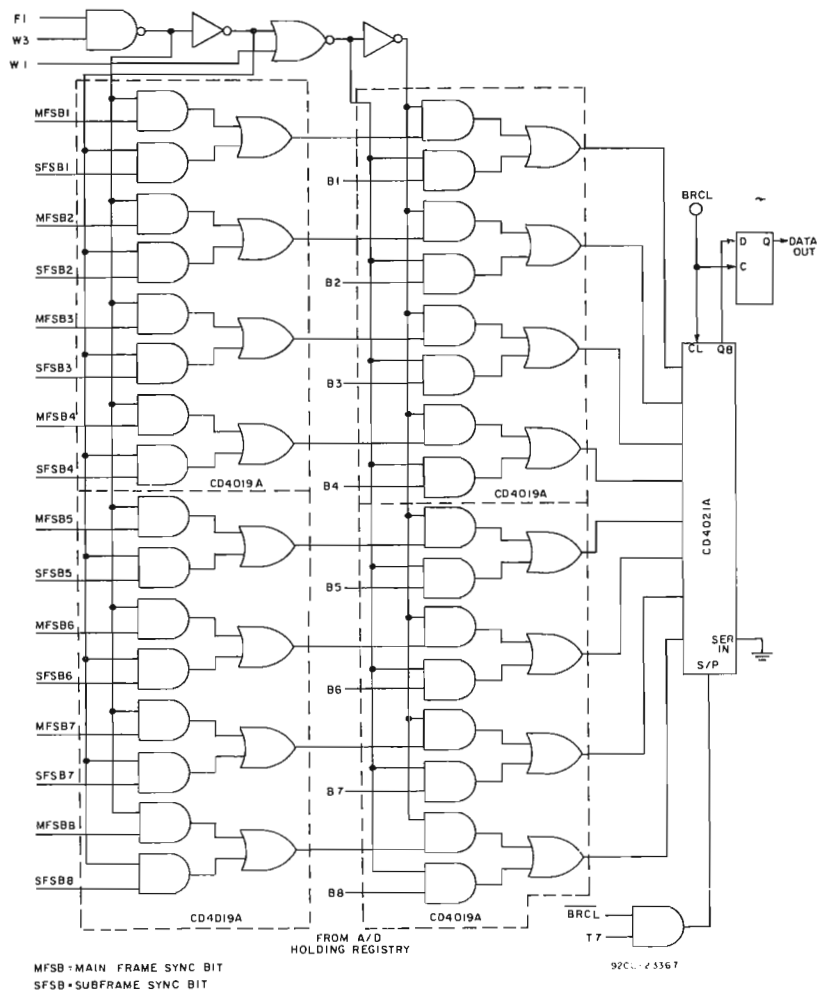 F1
W3
W1
MFSB1
SFSB1
B1
MFSB2
SFSB2
B2
MFSB3
SFSB3
B3
MFSB4
SFSB4
B4
CD4019A
CD4019A
MFSB5
SFSB5
B5
MFSB6
SFSB6
B6
MFSB7
SFSB7
B7
MFSB8
SFSB8
B8
CD4019A
CD4019A
BRCL
D Q
DATA
OUT
C
CL Q8
CD4021A
SER
IN
S/P
BRCL
T7
FROM A/D
HOLDING REGISTRY
92CL-23367
MFSB=MAIN FRAME SYNC BIT
SFSB=SUBFRAME SYNC BIT